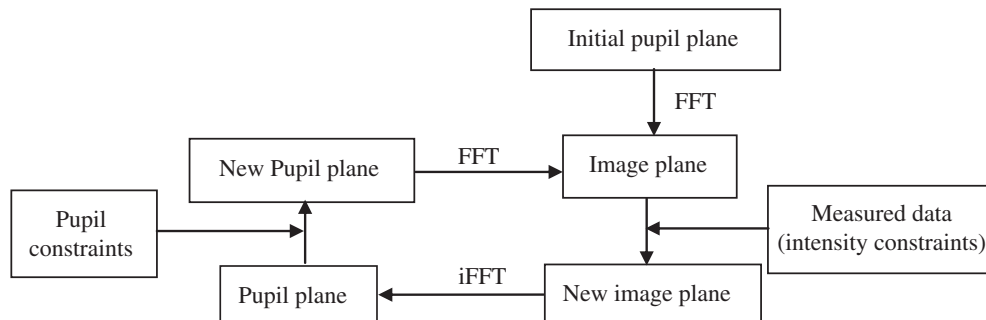 Initial pupil plane
FFT
New Pupil plane
FFT
Image plane
Pupil
constraints
Measured data
(intensity constraints)
Pupil plane
iFFT
New image plane